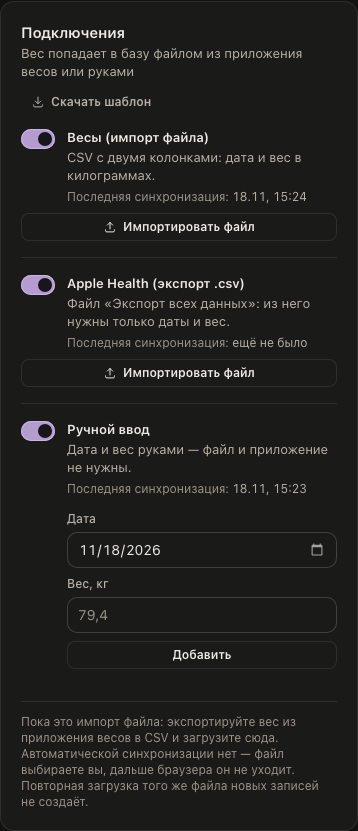 Подключения
Вес попадает в базу файлом из приложения
весов или руками
Скачать шаблон
Весы (импорт файла)
CSV с двумя колонками: дата и вес в
килограммах.
Последняя синхронизация: 18.11, 15:24
Импортировать файл
Apple Health (экспорт .csv)
Файл «Экспорт всех данных»: из него
нужны только даты и вес.
Последняя синхронизация: ещё не было
Импортировать файл
Ручной ввод
Дата и вес руками — файл и приложение
не нужны.
Последняя синхронизация: 18.11, 15:23
Дата
11/18/2026
Вес, кг
79,4
Добавить
Пока это импорт файла: экспортируйте вес из
приложения весов в CSV и загрузите сюда.
Автоматической синхронизации нет — файл
выбираете вы, дальше браузера он не уходит.
Повторная загрузка того же файла новых записей
не создаёт.